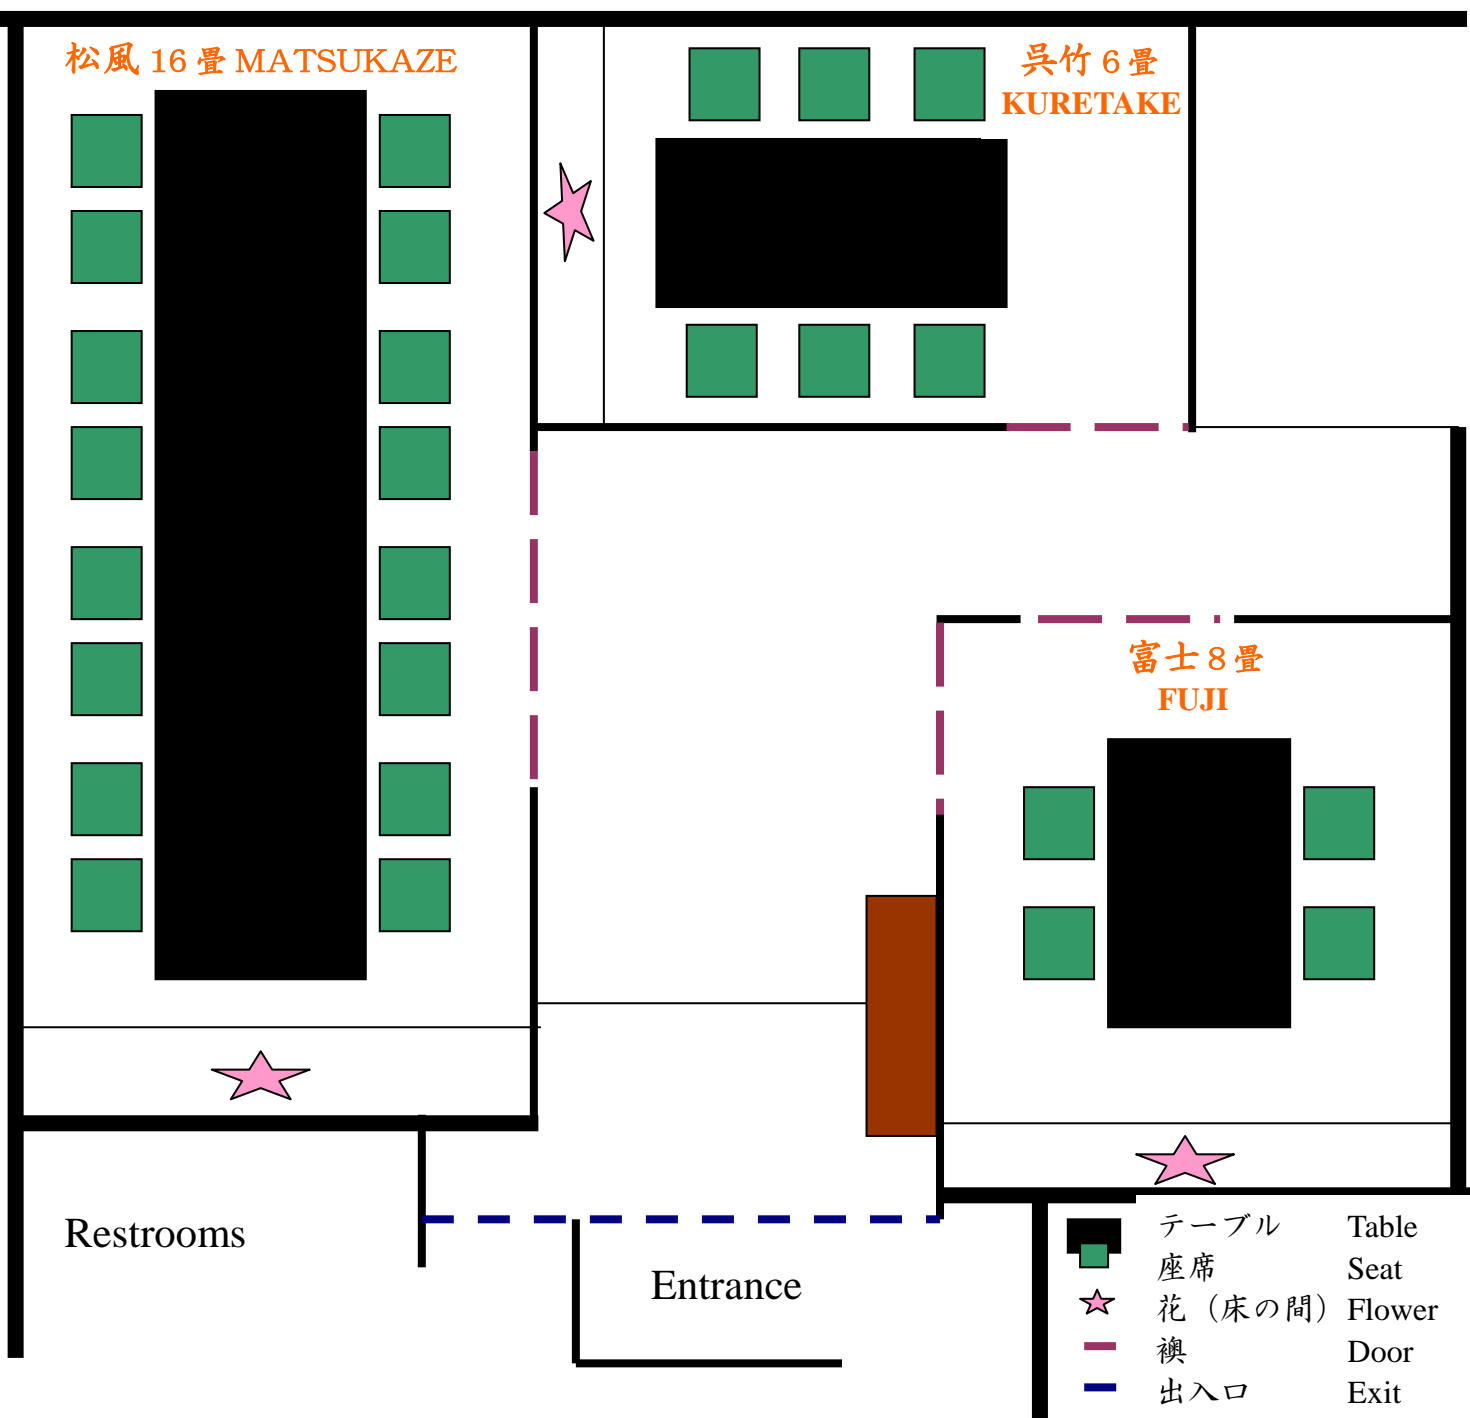 松風 16 畳 MATSUKAZE
呉竹 6 畳
KURETAKE
富士 8 畳
FUJI
Restrooms
Entrance
テーブル Table
座席 Seat
花（床の間） Flower
襖 Door
出入口 Exit